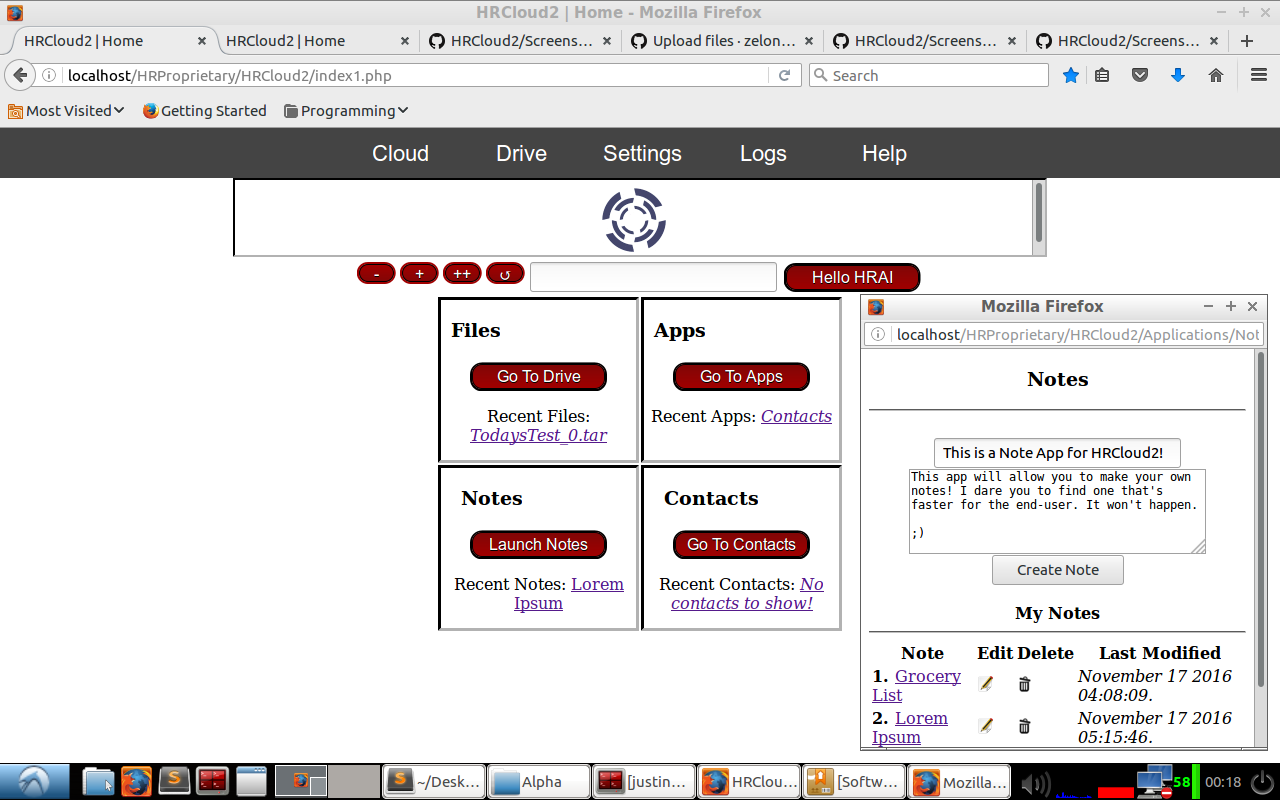 HRCloud2 | Home - Mozilla Firefox
HRCloud2 | Home
HRCloud2 | Home
HRCloud2/Screens...
Upload files · zelon...
HRCloud2/Screens...
HRCloud2/Screens...
localhost/HRProprietary/HRCloud2/index1.php
Search
Most Visited
Getting Started
Programming
Cloud
Drive
Settings
Logs
Help
-
+
++
↺
Hello HRAI
Files
Go To Drive
Recent Files:
TodaysTest_0.tar
Apps
Go To Apps
Recent Apps: Contacts
Notes
Launch Notes
Recent Notes: Lorem
Ipsum
Contacts
Go To Contacts
Recent Contacts: No
contacts to show!
Mozilla Firefox
localhost/HRProprietary/HRCloud2/Applications/Not
Notes
This is a Note App for HRCloud2!
This app will allow you to make your own
notes! I dare you to find one that's
faster for the end-user. It won't happen.
;)
Create Note
My Notes
Note Edit Delete Last Modified
1. Grocery
List
November 17 2016
04:08:09.
2. Lorem
Ipsum
November 17 2016
05:15:46.
~/Desk...
Alpha
[justin...
HRClou...
[Softw...
Mozilla...
58
00:18